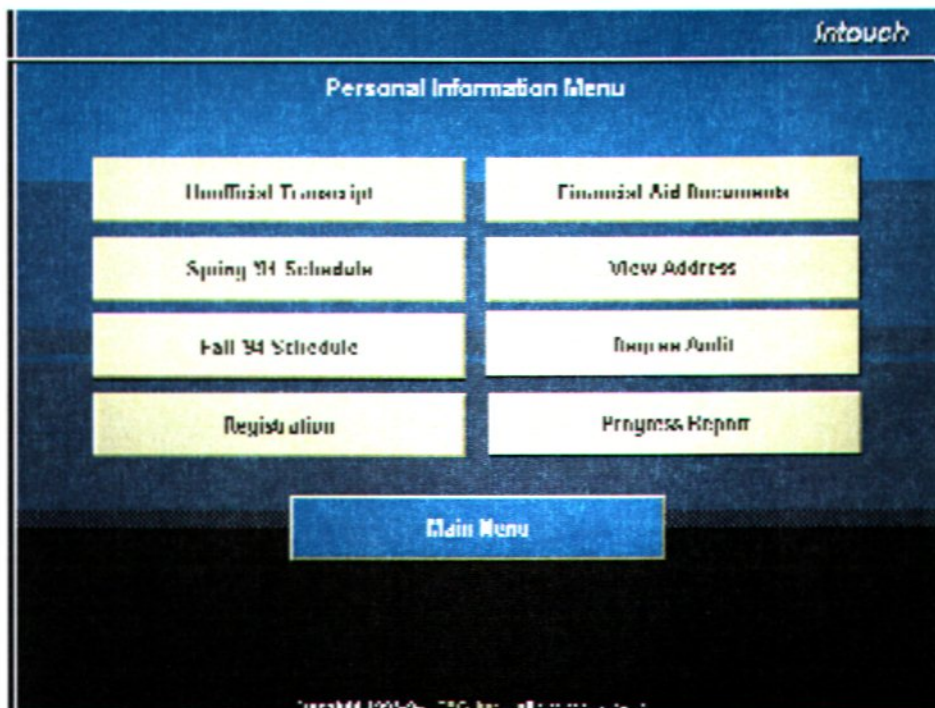 Intouch
Personal Information Menu
Unofficial Transcript
Financial Aid Documents
Spring '94 Schedule
View Address
Fall '94 Schedule
Degree Audit
Registration
Progress Report
Main Menu